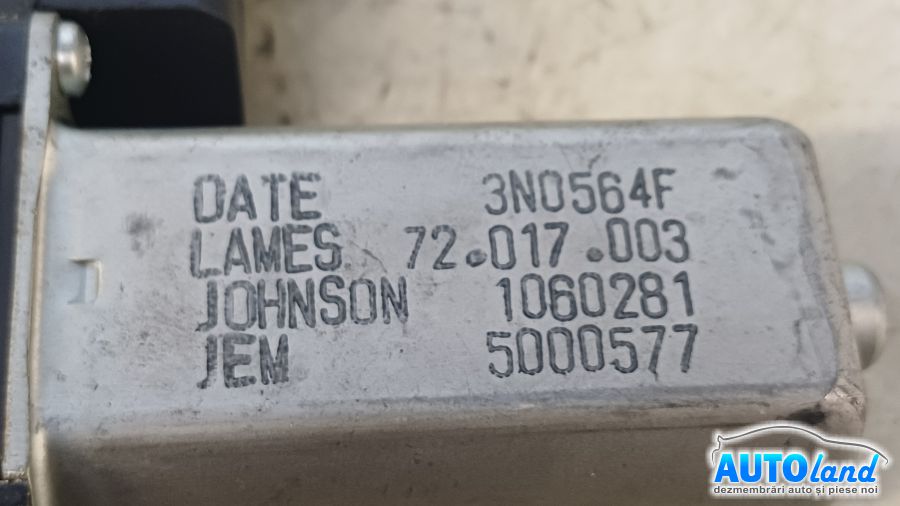 DATE 3N0564F
LAMES 72.017.003
JOHNSON 1060281
JEM 5000577
AUTOland
dezmembrări auto și piese noi